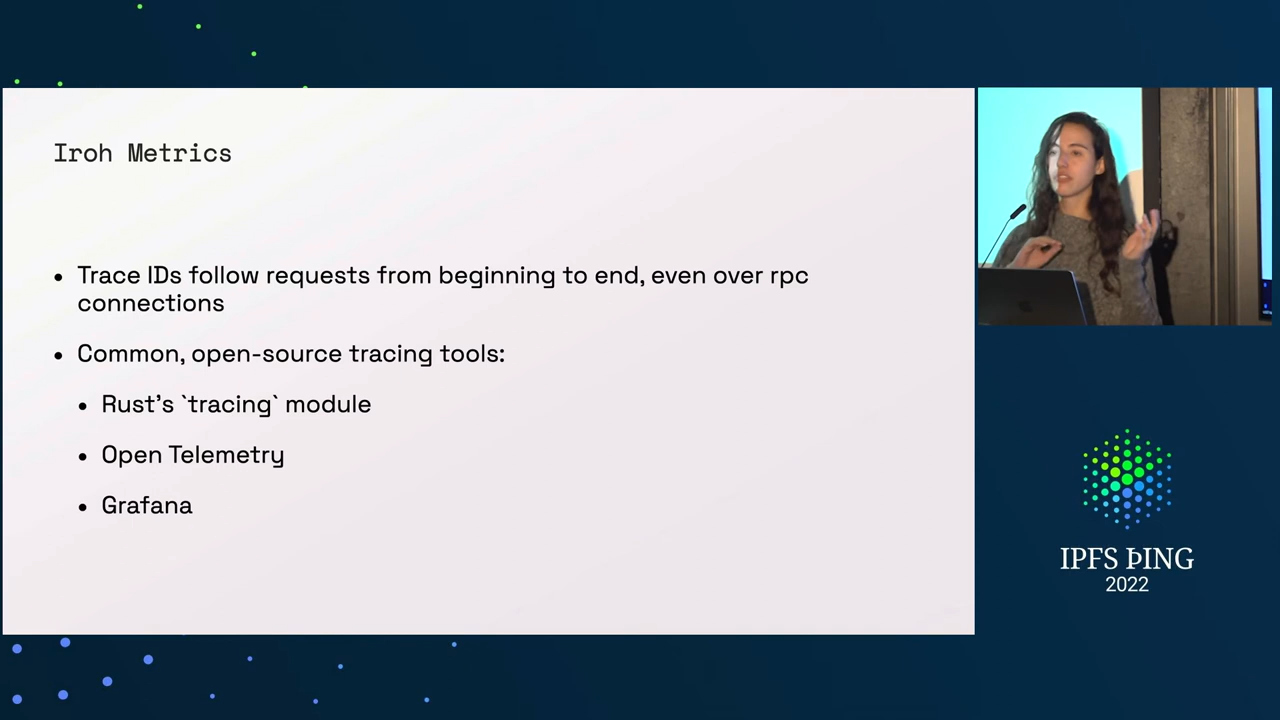 Iroh Metrics
• Trace IDs follow requests from beginning to end, even over rpc
connections
• Common, open-source tracing tools:
• Rust's `tracing` module
• Open Telemetry
• Grafana
IPFS ÞING
2022